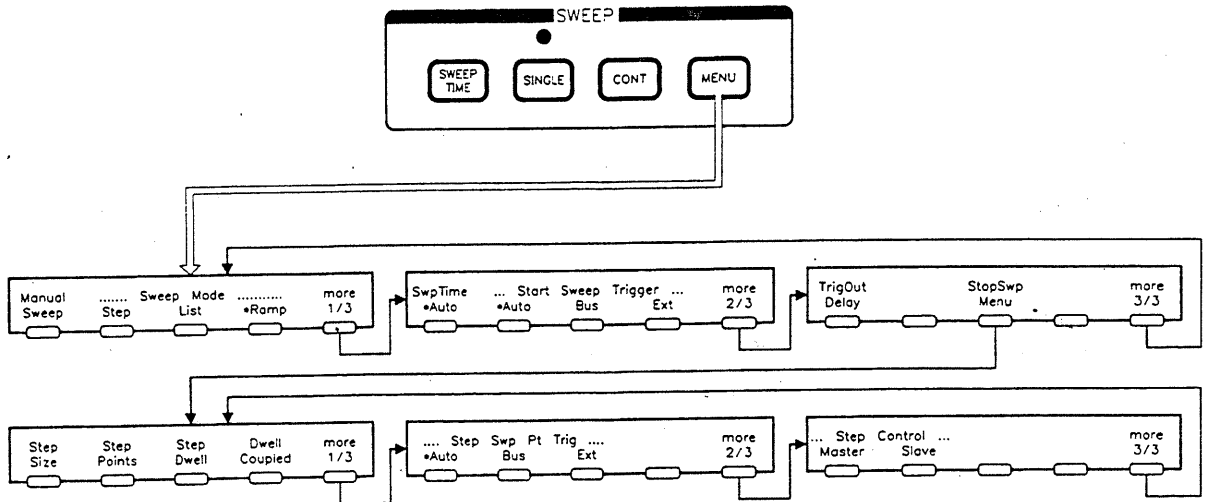 SWEEP
SWEEP TIME
SINGLE
CONT
MENU
Manual ....... Sweep Mode .......... more
Sweep Step List •Ramp 1/3
SwpTime ... Start Sweep Trigger ... more
•Auto •Auto Bus Ext 2/3
TrigOut StopSwp more
Delay Menu 3/3
Step Step Step Dwell more
Size Points Dwell Coupled 1/3
.... Step Swp Pt Trig .... more
•Auto Bus Ext 2/3
... Step Control ... more
Master Slave 3/3